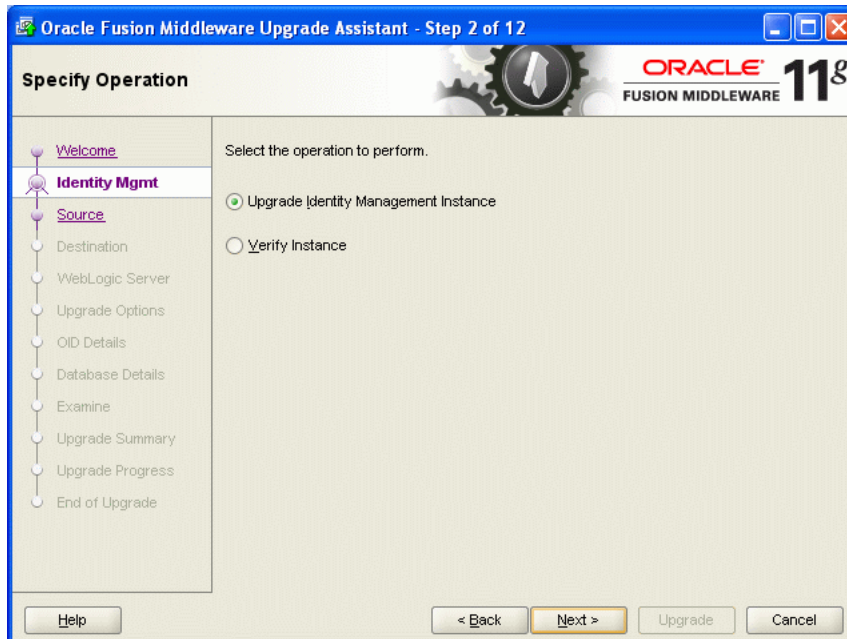 Oracle Fusion Middleware Upgrade Assistant - Step 2 of 12
Specify Operation
ORACLE
FUSION MIDDLEWARE
11g
Welcome
Identity Mgmt
Source
Destination
WebLogic Server
Upgrade Options
OID Details
Database Details
Examine
Upgrade Summary
Upgrade Progress
End of Upgrade
Select the operation to perform.
Upgrade Identity Management Instance
Verify Instance
Help
< Back
Next >
Upgrade
Cancel